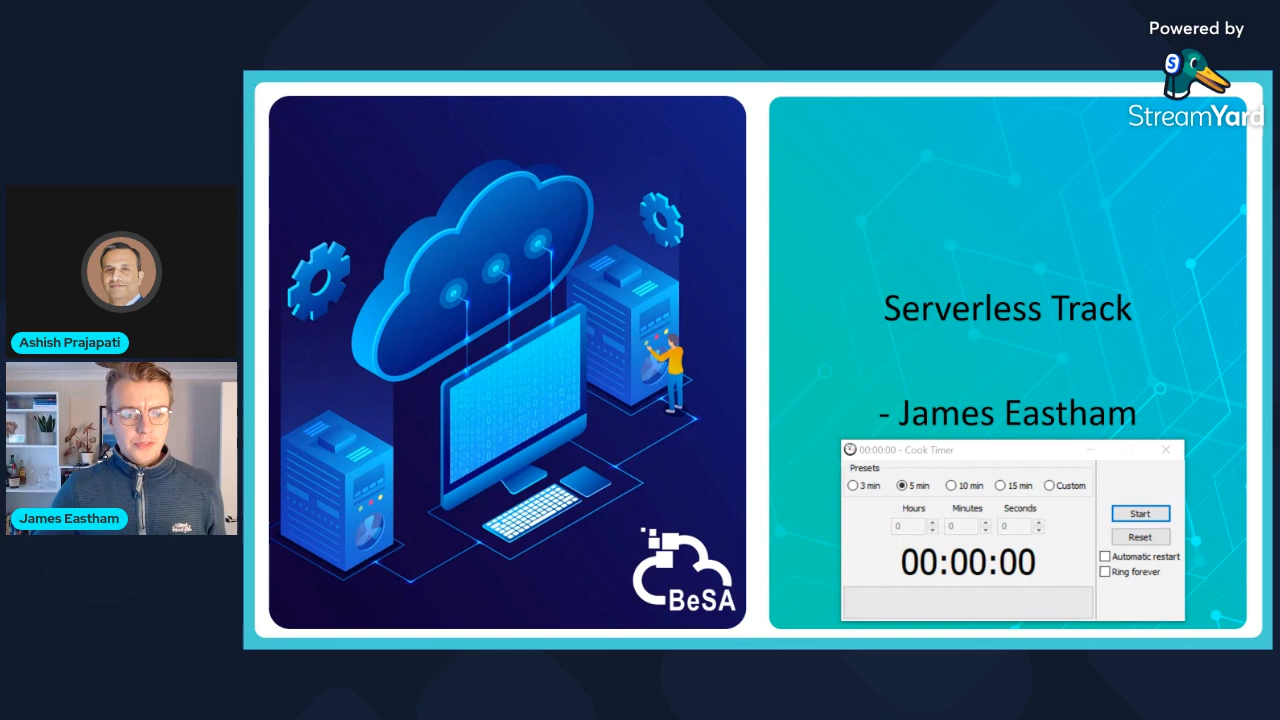 Powered by
StreamYard
Ashish Prajapati
James Eastham
BeSA
Serverless Track
- James Eastham
00:00:00 - Cook Timer
Presets
3 min 5 min 10 min 15 min Custom
Hours Minutes Seconds
0 0 0
00:00:00
Start
Reset
Automatic restart
Ring forever